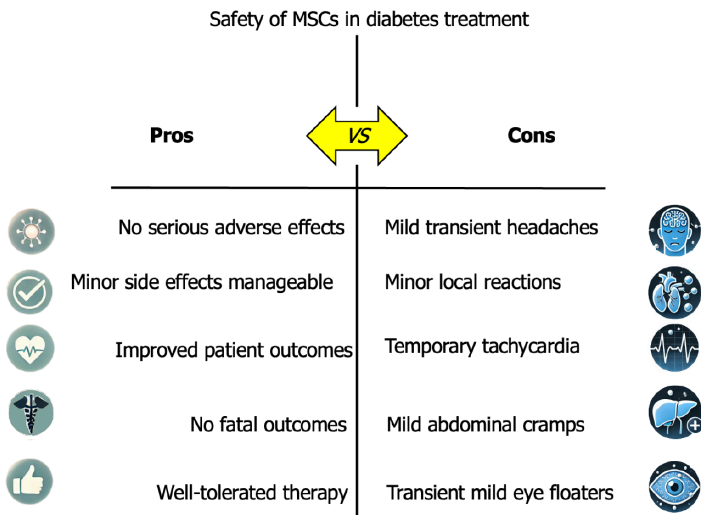 Safety of MSCs in diabetes treatment
Pros
VS
Cons
No serious adverse effects
Mild transient headaches
Minor side effects manageable
Minor local reactions
Improved patient outcomes
Temporary tachycardia
No fatal outcomes
Mild abdominal cramps
Well-tolerated therapy
Transient mild eye floaters